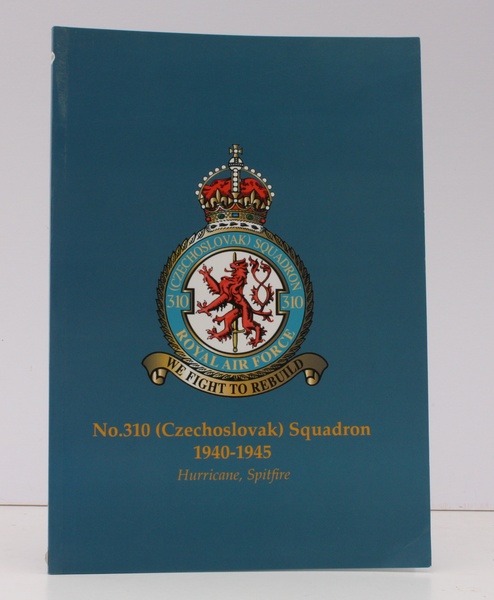 (CZECHOSLOVAK) SQUADRON
310 310
ROYAL AIR FORCE
WE FIGHT TO REBUILD
No.310 (Czechoslovak) Squadron
1940-1945
Hurricane, Spitfire